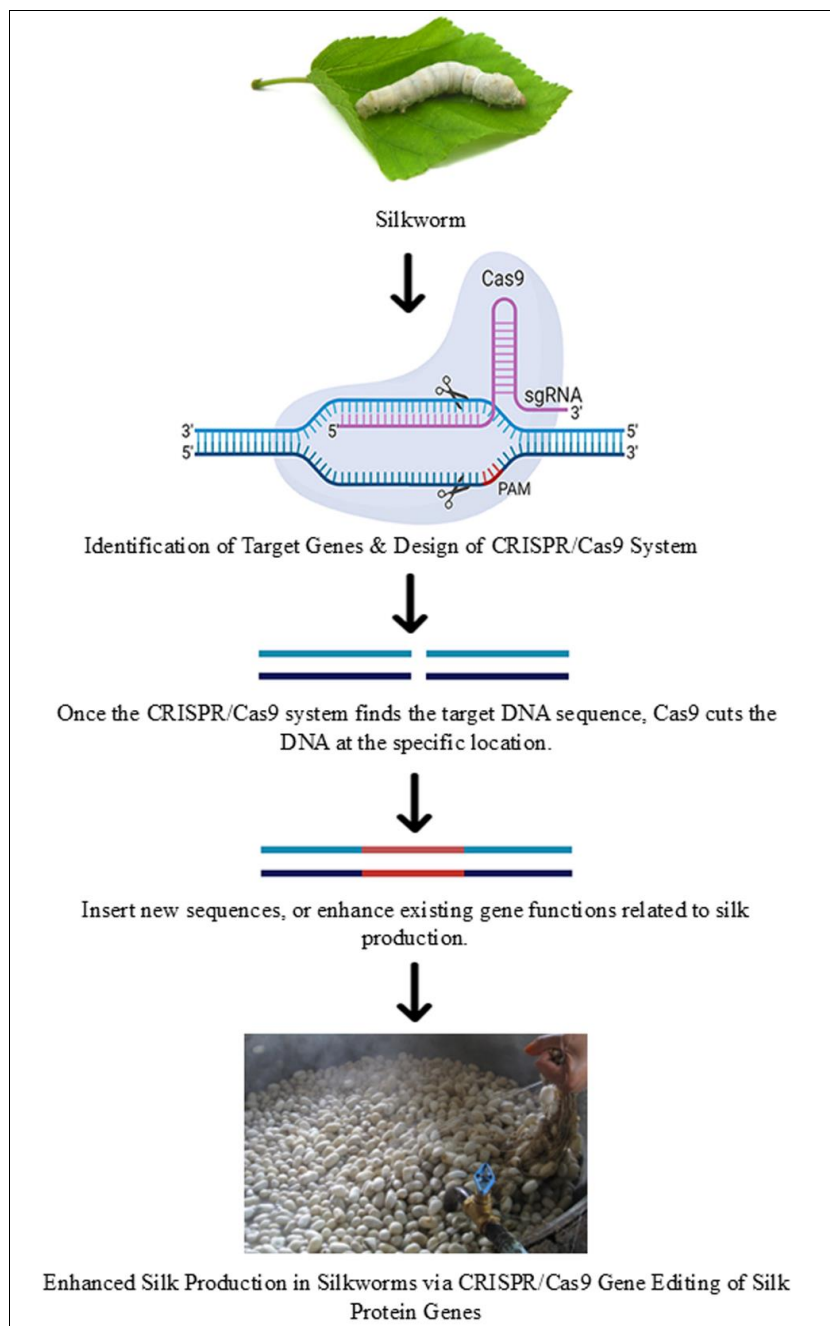 Silkworm
Cas9
sgRNA
3'
3'
5'
5'
5'
3'
PAM
Identification of Target Genes & Design of CRISPR/Cas9 System
Once the CRISPR/Cas9 system finds the target DNA sequence, Cas9 cuts the
DNA at the specific location.
Insert new sequences, or enhance existing gene functions related to silk
production.
Enhanced Silk Production in Silkworms via CRISPR/Cas9 Gene Editing of Silk
Protein Genes